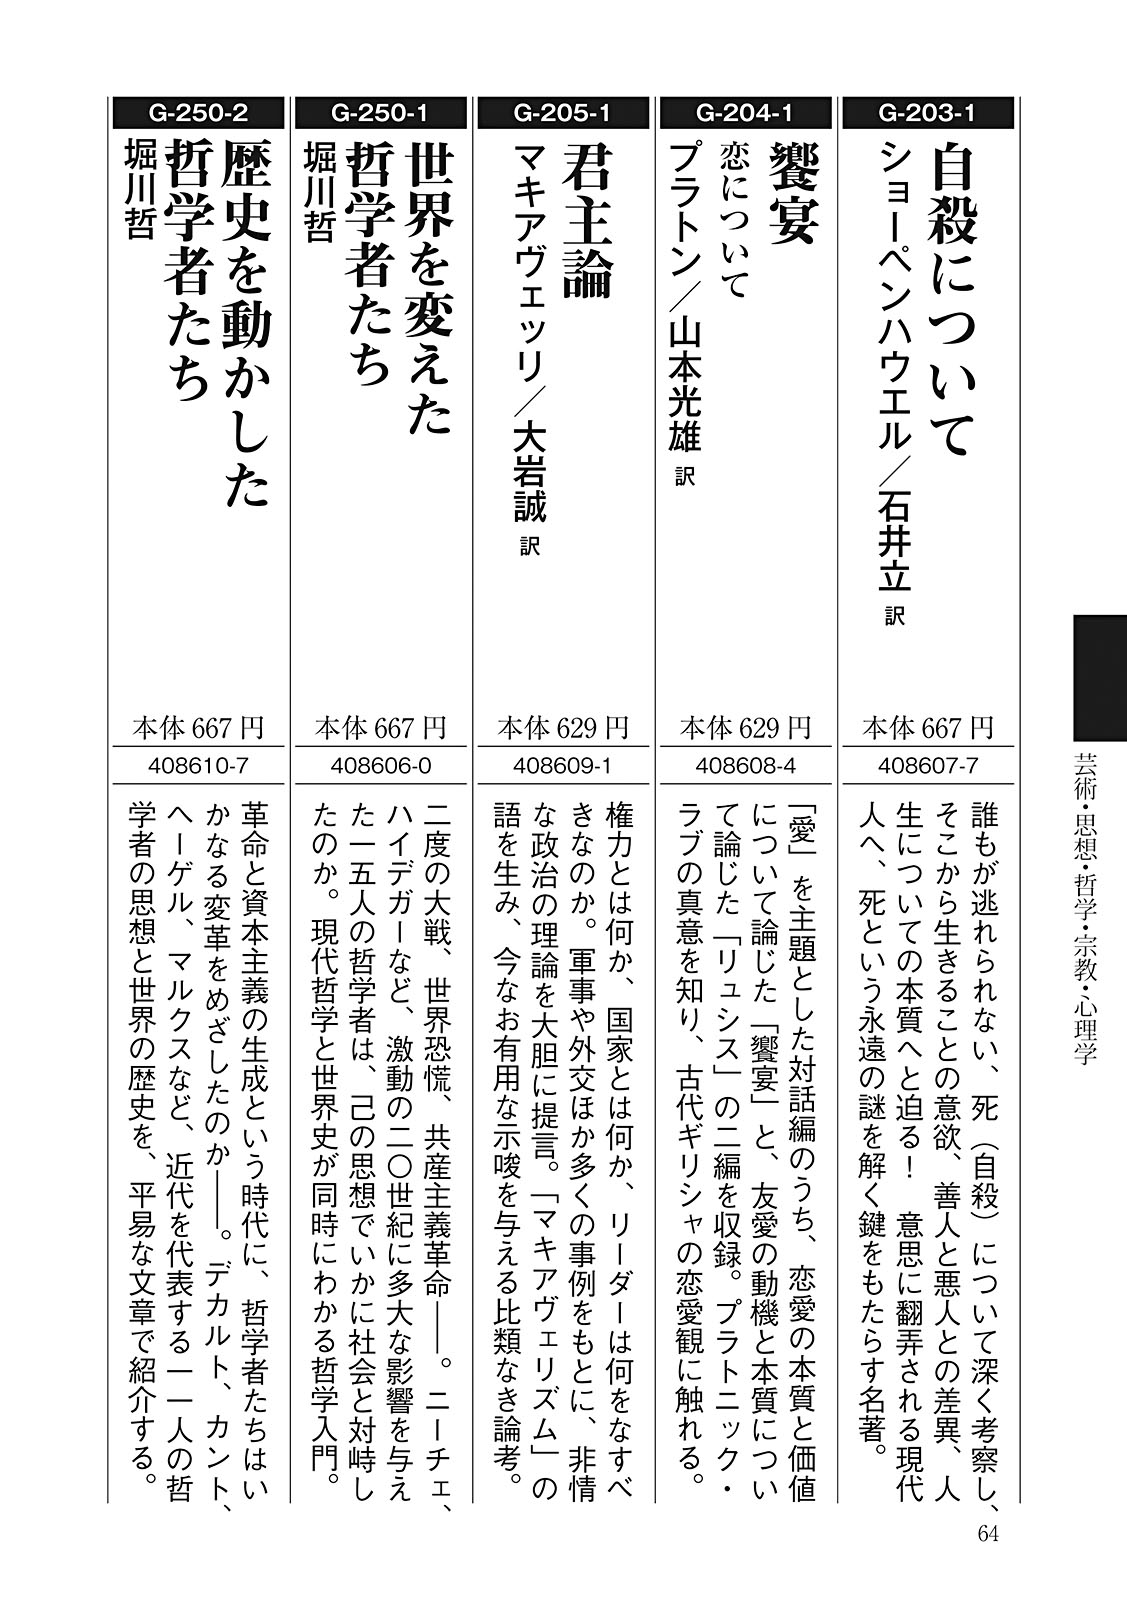 芸術・思想・哲学・宗教・心理学
G-203-1
自殺について
ショーペンハウエル／石井立 訳
本体 667 円
408607-7
誰もが逃れられない、死（自殺）について深く考察し、
そこから生きることの意欲、善人と悪人との差異、人
生についての本質へと迫る！　意思に翻弄される現代
人へ、死という永遠の謎を解く鍵をもたらす名著。
G-204-1
饗宴
恋について
プラトン／山本光雄 訳
本体 629 円
408608-4
「愛」を主題とした対話編のうち、恋愛の本質と価値
について論じた「饗宴」と、友愛の動機と本質につい
て論じた「リュシス」の二編を収録。プラトニック・
ラブの真意を知り、古代ギリシャの恋愛観に触れる。
G-205-1
君主論
マキアヴェッリ／大岩誠 訳
本体 629 円
408609-1
権力とは何か、国家とは何か、リーダーは何をなすべ
きなのか。軍事や外交ほか多くの事例をもとに、非情
な政治の理論を大胆に提言。「マキアヴェリズム」の
語を生み、今なお有用な示唆を与える比類なき論考。
G-250-1
世界を変えた
哲学者たち
堀川哲
本体 667 円
408606-0
二度の大戦、世界恐慌、共産主義革命――。ニーチェ、
ハイデガーなど、激動の二〇世紀に多大な影響を与え
た一五人の哲学者は、己の思想でいかに社会と対峙し
たのか。現代哲学と世界史が同時にわかる哲学入門。
G-250-2
歴史を動かした
哲学者たち
堀川哲
本体 667 円
408610-7
革命と資本主義の生成という時代に、哲学者たちはい
かなる変革をめざしたのか――。デカルト、カント、
ヘーゲル、マルクスなど、近代を代表する一一人の哲
学者の思想と世界の歴史を、平易な文章で紹介する。
64